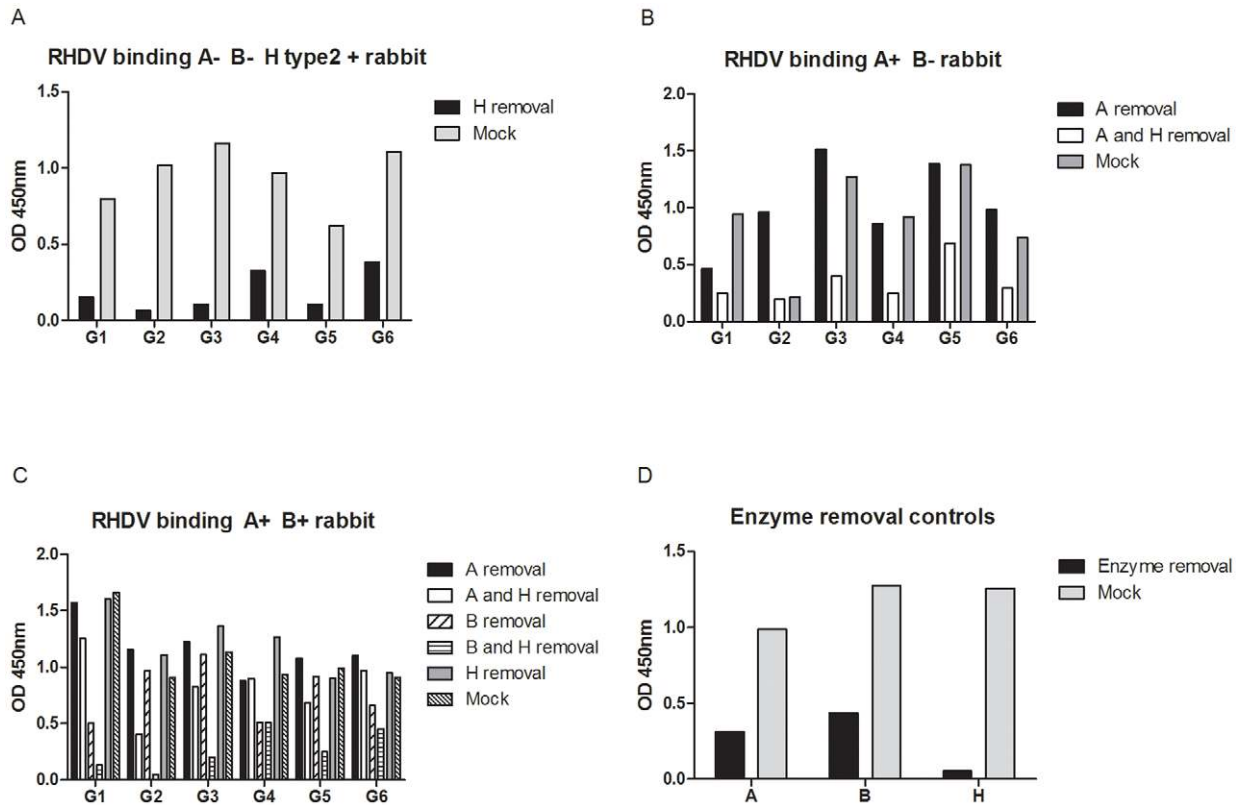 A
RHDV binding A- B- H type2 + rabbit
OD 450nm
1.5
1.0
0.5
0.0
G1 G2 G3 G4 G5 G6
H removal
Mock
B
RHDV binding A+ B- rabbit
OD 450nm
2.0
1.5
1.0
0.5
0.0
G1 G2 G3 G4 G5 G6
A removal
A and H removal
Mock
C
RHDV binding A+ B+ rabbit
OD 450nm
2.0
1.5
1.0
0.5
0.0
G1 G2 G3 G4 G5 G6
A removal
A and H removal
B removal
B and H removal
H removal
Mock
D
Enzyme removal controls
OD 450nm
1.5
1.0
0.5
0.0
A B H
Enzyme removal
Mock